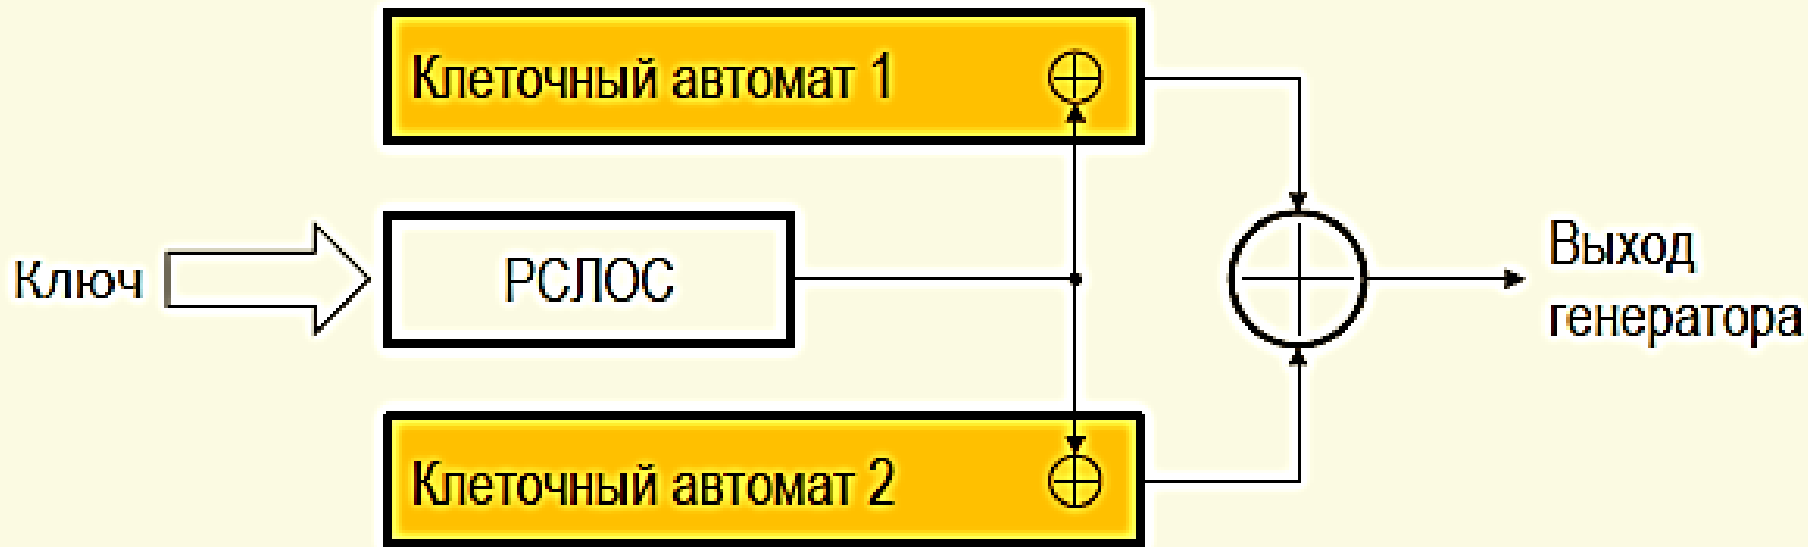 Клеточный автомат 1
Ключ
РСЛОС
Выход
генератора
Клеточный автомат 2